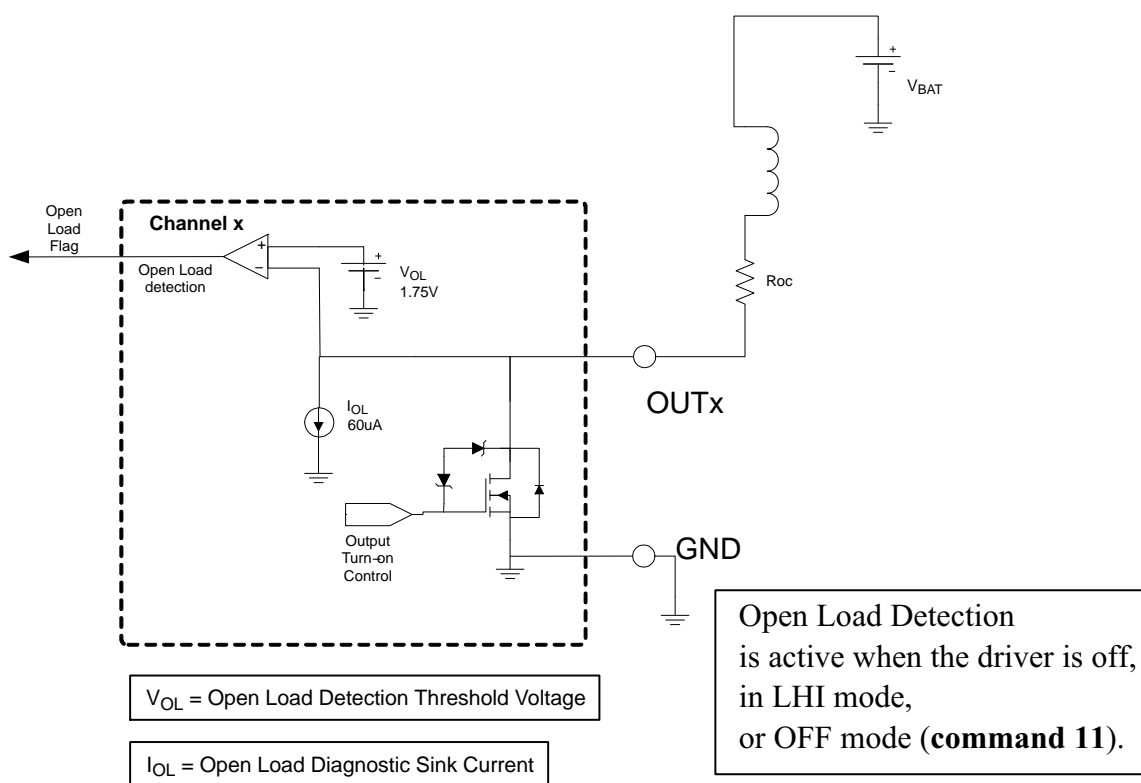 +
−
V_BAT
Open
Load
Flag
Channel x
+
−
+
−
V_OL
1.75V
Open Load
detection
Roc
OUTx
I_OL
60uA
Output
Turn−on
Control
GND
Open Load Detection
is active when the driver is off,
in LHI mode,
or OFF mode (command 11).
V_OL = Open Load Detection Threshold Voltage
I_OL = Open Load Diagnostic Sink Current